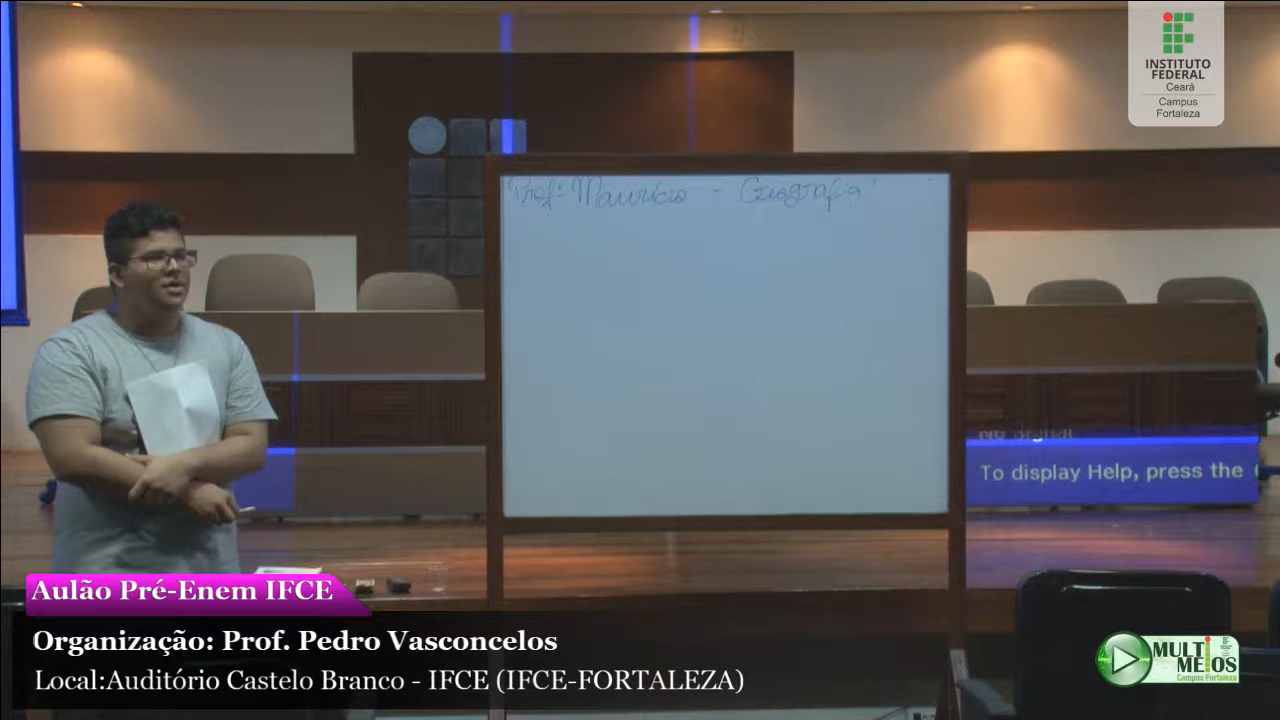 INSTITUTO
FEDERAL
Ceará
Campus
Fortaleza
Prof.º Maurício - Geografia
No Signal
To display Help, press the
Aulão Pré-Enem IFCE
Organização: Prof. Pedro Vasconcelos
Local:Auditório Castelo Branco - IFCE (IFCE-FORTALEZA)
MULTI
MEIOS
Campus Fortaleza